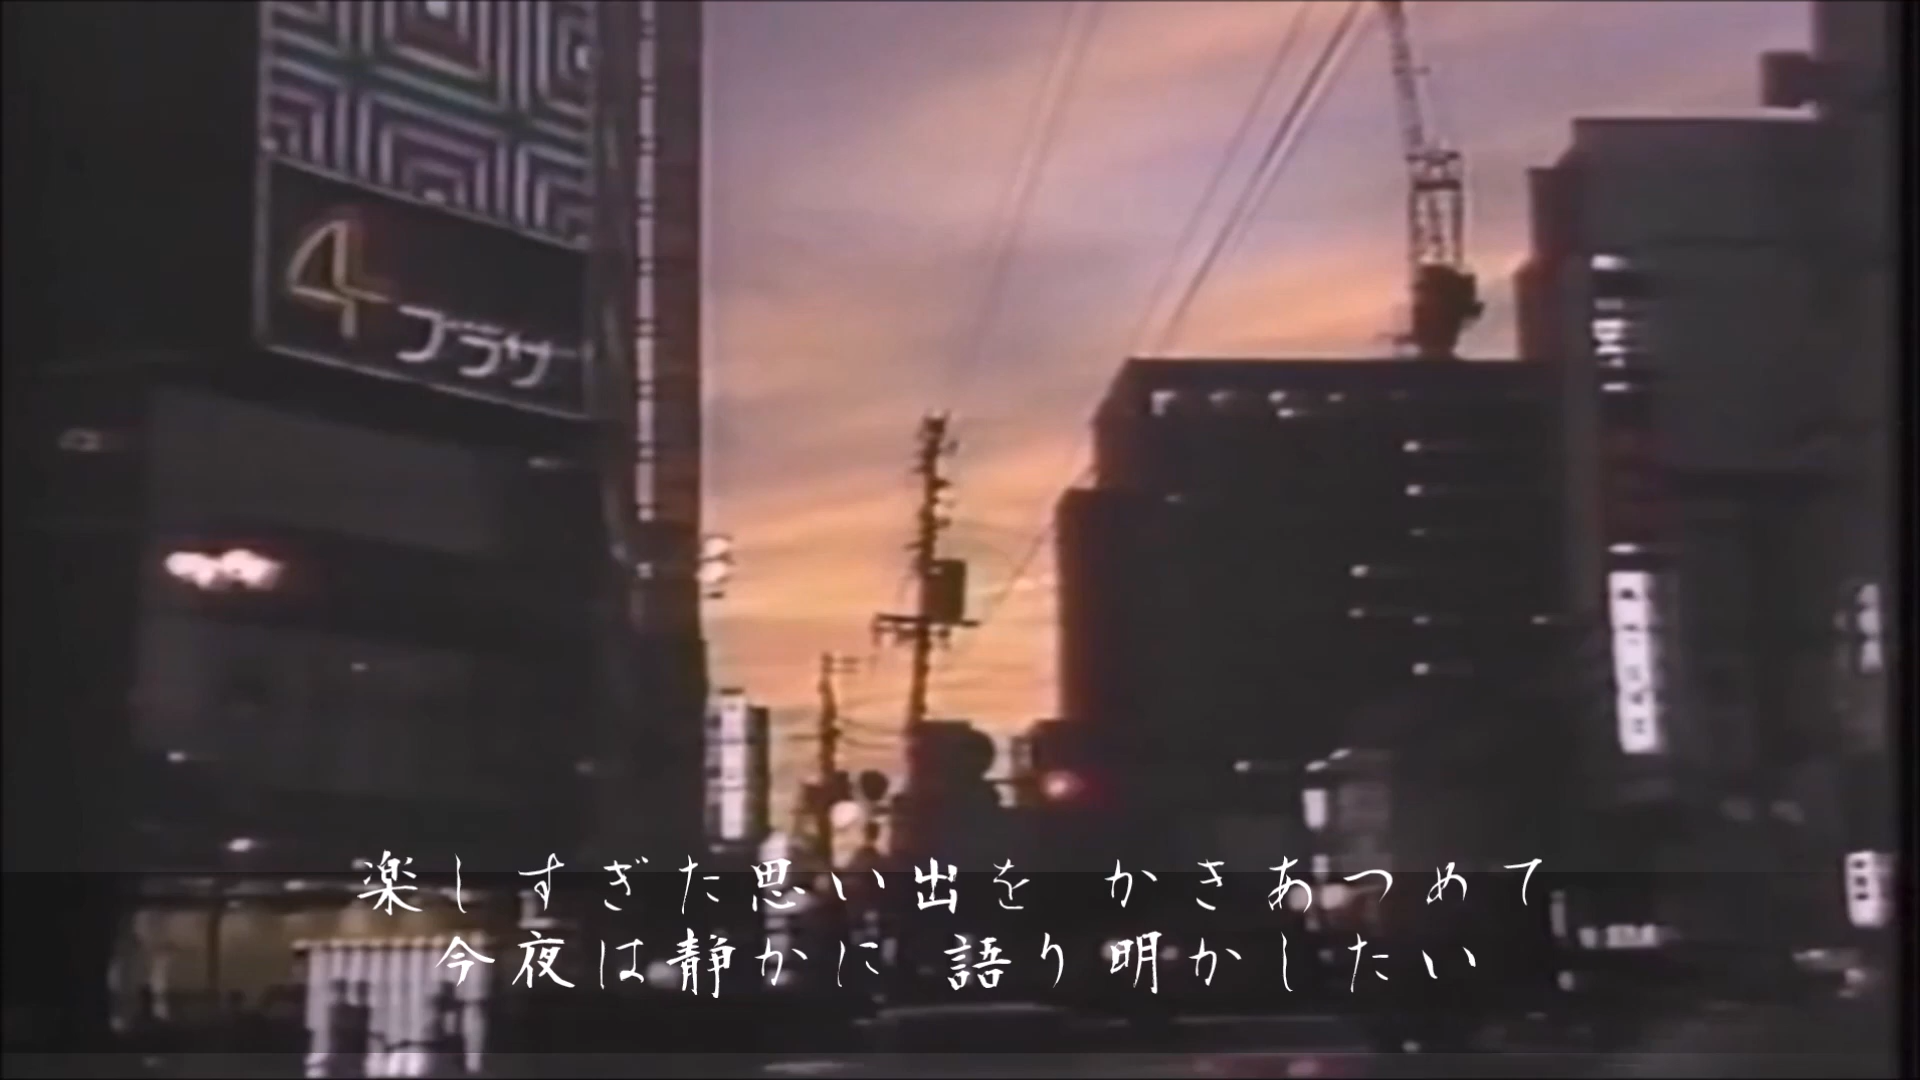 4プラザ
楽しすぎた思い出を かきあつめて
今夜は静かに 語り明かしたい